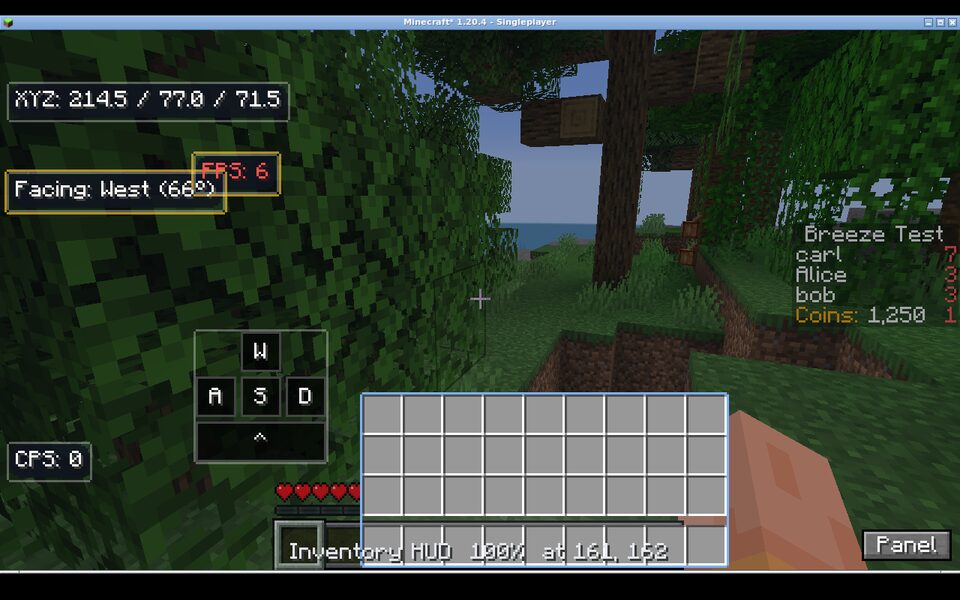 Minecraft* 1.20.4 - Singleplayer
XYZ: 214.5 / 77.0 / 71.5
FPS: 6
Facing: West (66°)
Breeze Test
carl 7
Alice 3
bob 3
Coins: 1,250 1
W
A S D
^
CPS: 0
Inventory HUD 100% at 161, 162
Panel